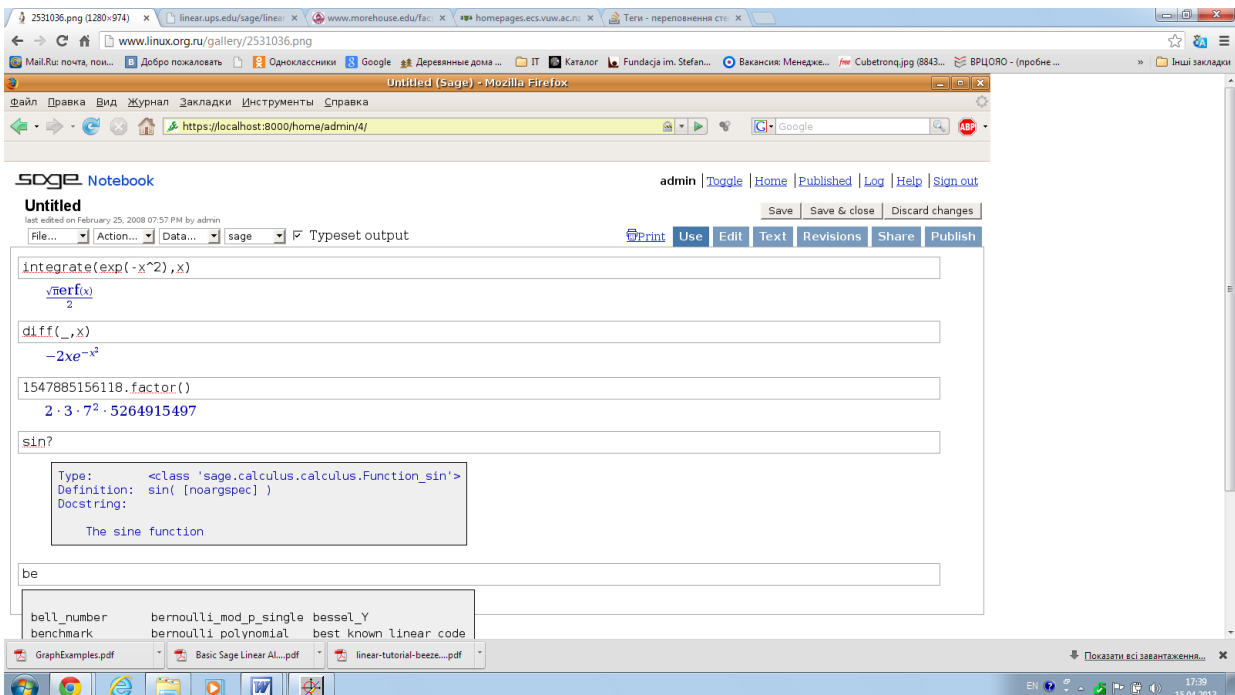 2531036.png (1280×974)
linear.ups.edu/sage/linear
www.morehouse.edu/fac
homepages.ecs.vuw.ac.nz
Теги - переповнення сте
www.linux.org.ru/gallery/2531036.png
Mail.Ru: почта, пои... Добро пожаловать Одноклассники Google Деревянные дома ... IT Каталог Fundacja im. Stefan... Вакансия: Менедже... Cubetronq.jpg (8843... ВРЦОЯО - (пробне ... » Інші закладки
Untitled (Sage) - Mozilla Firefox
Файл Правка Вид Журнал Закладки Инструменты Справка
https://localhost:8000/home/admin/4/ Google ABP
sage Notebook
admin | Toggle | Home | Published | Log | Help | Sign out
Untitled
Save Save & close Discard changes
last edited on February 25, 2008 07:57 PM by admin
File... Action... Data... sage Typeset output
Print Use Edit Text Revisions Share Publish
integrate(exp(-x^2),x)
√πerf(x)
2
diff(_,x)
−2xe^−x²
1547885156118.factor()
2 · 3 · 7² · 5264915497
sin?
Type: <class 'sage.calculus.calculus.Function_sin'>
Definition: sin( [noargspec] )
Docstring:
The sine function
be
bell_number bernoulli_mod_p_single bessel_Y
benchmark bernoulli_polynomial best_known_linear_code
GraphExamples.pdf Basic Sage Linear Al....pdf linear-tutorial-beeze....pdf Показати всі завантаження...
EN 17:39
15.04.2013